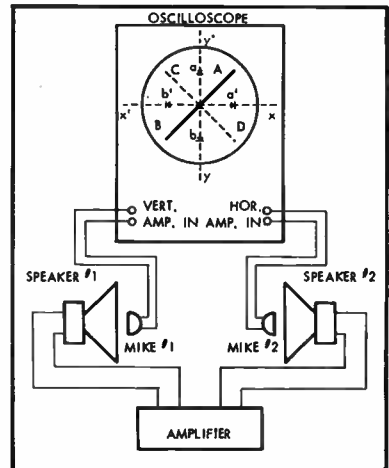 OSCILLOSCOPE
y'
C a A
b' a'
x' x
B b D
y
VERT. HOR.
AMP. IN AMP. IN
SPEAKER #1 SPEAKER #2
MIKE #1 MIKE #2
AMPLIFIER